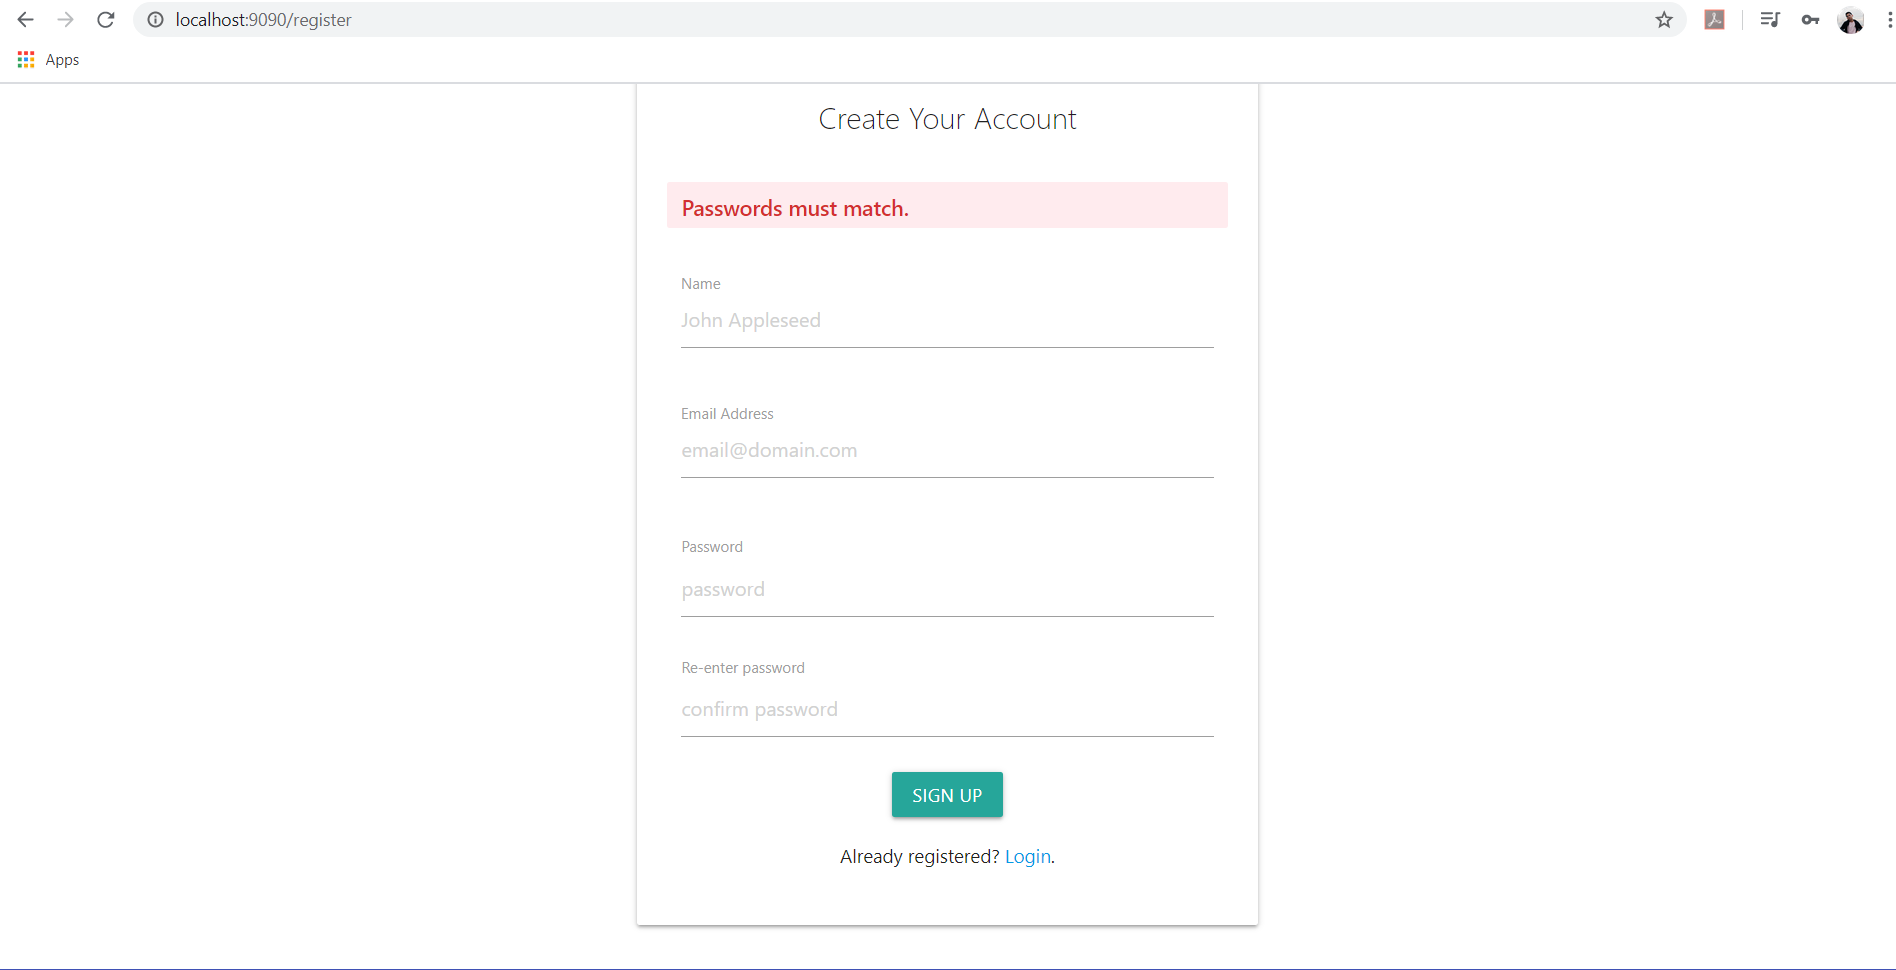 localhost:9090/register
Apps
Create Your Account
Passwords must match.
Name
John Appleseed
Email Address
email@domain.com
Password
password
Re-enter password
confirm password
SIGN UP
Already registered? Login.